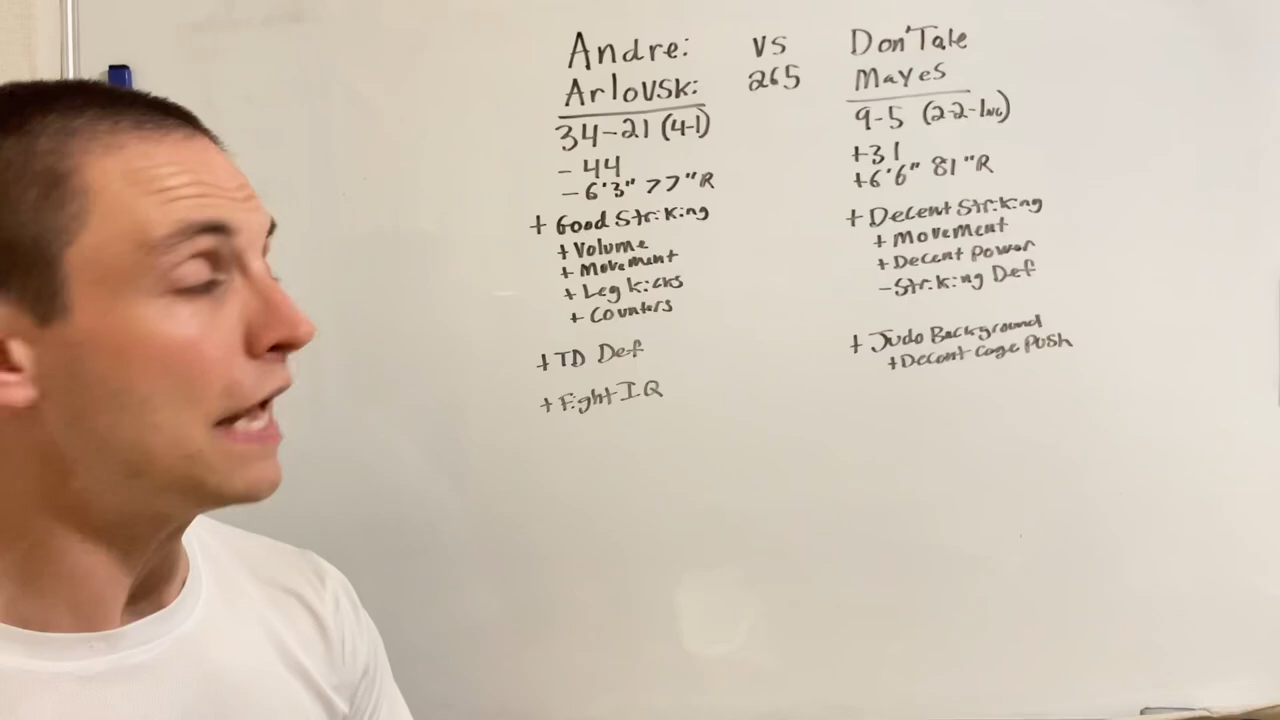 Andrei vs Don'Tale
Arlovski 265 Mayes
34-21 (4-1)
- 44
- 6'3" 77"R
+ Good Striking
+ Volume
+ Movement
+ Leg kicks
+ Counters
+ TD Def
+ Fight IQ
9-5 (2-2-1NC)
+31
+6'6" 81"R
+ Decent Striking
+ Movement
+ Decent Power
- Striking Def
+ Judo Background
+ Decent Cage Push